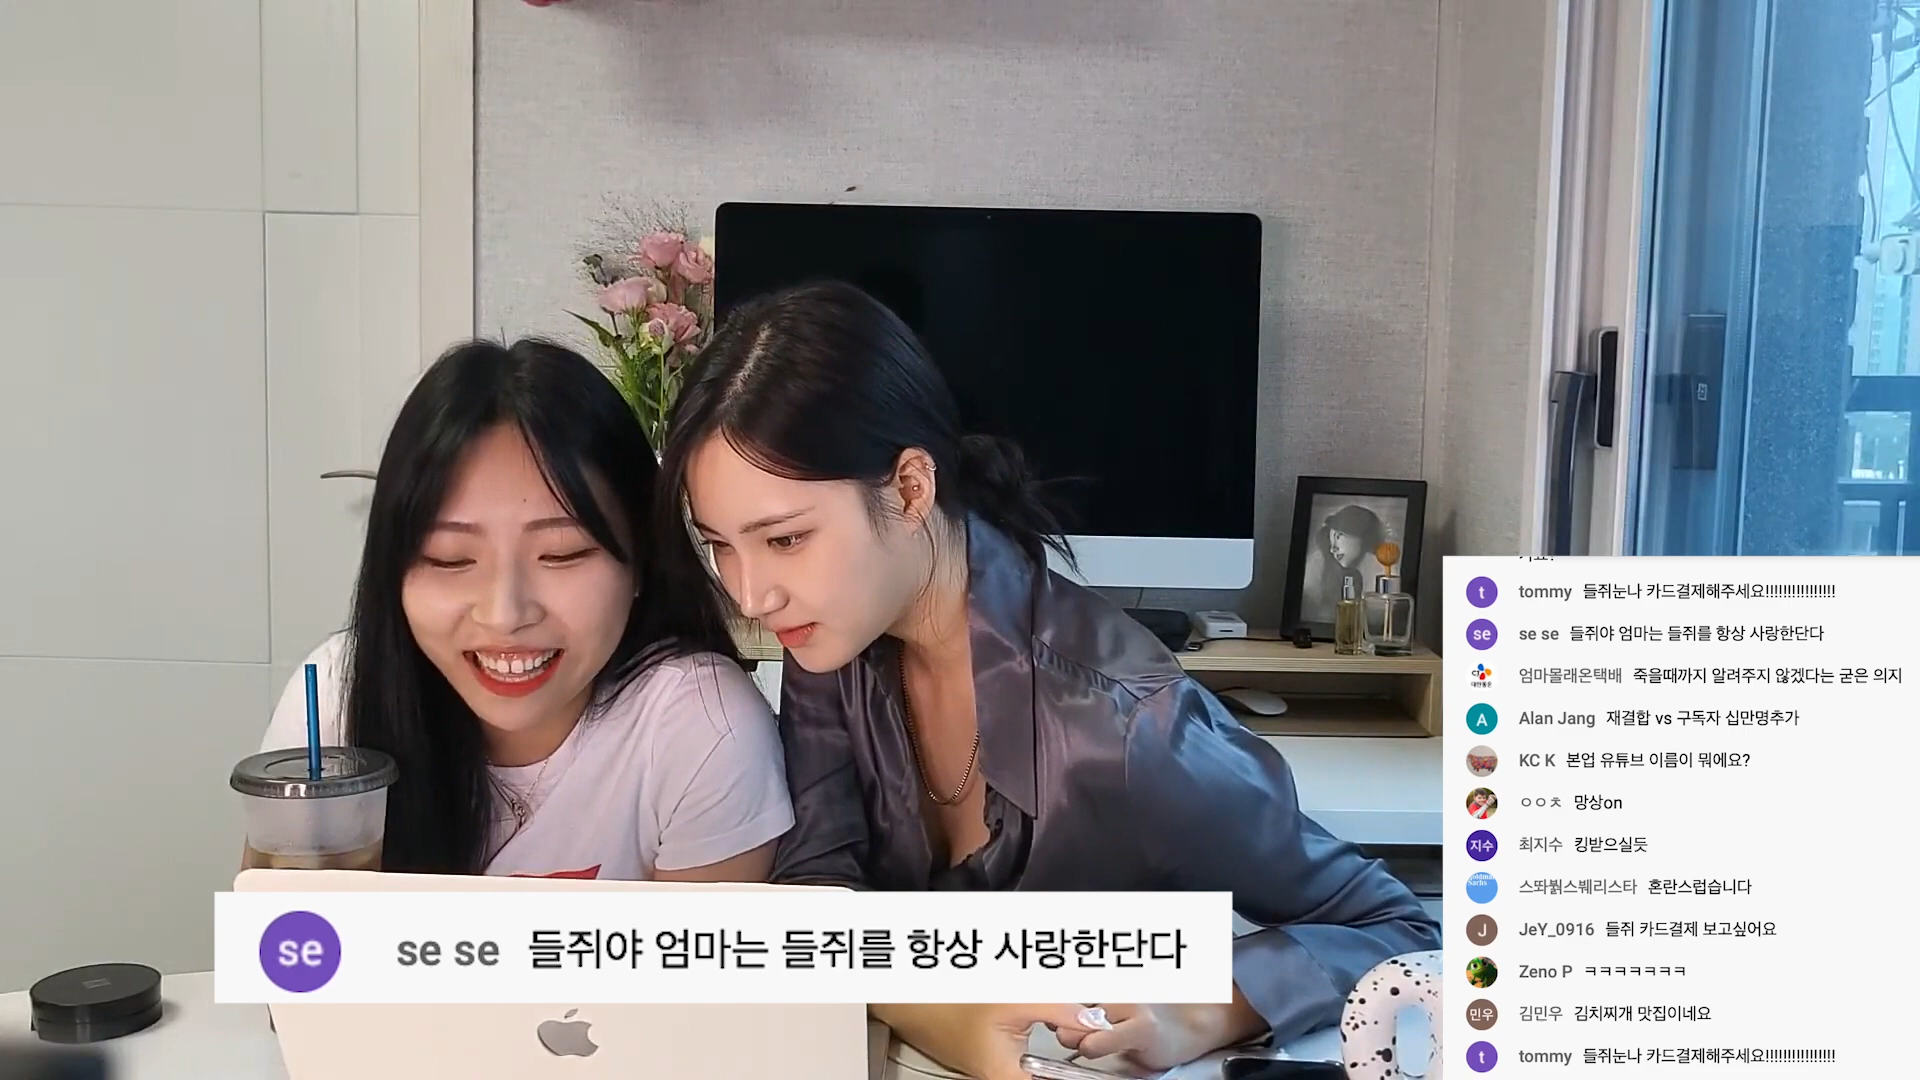 tommy 들쥐눈나 카드결제해주세요!!!!!!!!!!!!!!!!
se se se 들쥐야 엄마는 들쥐를 항상 사랑한단다
엄마몰래온택배 죽을때까지 알려주지 않겠다는 굳은 의지
A Alan Jang 재결합 vs 구독자 십만명추가
KC K 본업 유튜브 이름이 뭐에요?
ㅇㅇㅊ 망상on
지수 최지수 킹받으실듯
혼란스럽습니다
J JeY_0916 들쥐 카드결제 보고싶어요
Zeno P ㅋㅋㅋㅋㅋㅋㅋ
민우 김민우 김치찌개 맛집이네요
t tommy 들쥐눈나 카드결제해주세요!!!!!!!!!!!!!!!!
se se se 들쥐야 엄마는 들쥐를 항상 사랑한단다